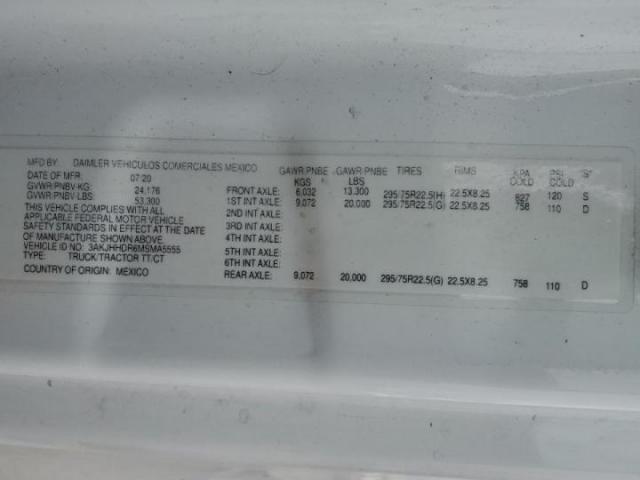 MFD BY: DAIMLER VEHICULOS COMERCIALES MEXICO
DATE OF MFR: 07/20
GVWR/PNBV-KG: 24,176
GVWR/PNBV-LBS: 53,300
THIS VEHICLE COMPLIES WITH ALL
APPLICABLE FEDERAL MOTOR VEHICLE
SAFETY STANDARDS IN EFFECT AT THE DATE
OF MANUFACTURE SHOWN ABOVE.
VEHICLE ID NO.: 3AKJHHDR6MSMA5555
TYPE: TRUCK/TRACTOR TT/CT
COUNTRY OF ORIGIN: MEXICO
GAWR/PNBE KGS GAWR/PNBE LBS TIRES RIMS KPA COLD PSI COLD S*
FRONT AXLE: 6,032 13,300 295/75R22.5(H) 22.5X8.25 827 120 S
1ST INT AXLE: 9,072 20,000 295/75R22.5(G) 22.5X8.25 758 110 D
2ND INT AXLE:
3RD INT AXLE:
4TH INT AXLE:
5TH INT AXLE:
6TH INT AXLE:
REAR AXLE: 9,072 20,000 295/75R22.5(G) 22.5X8.25 758 110 D